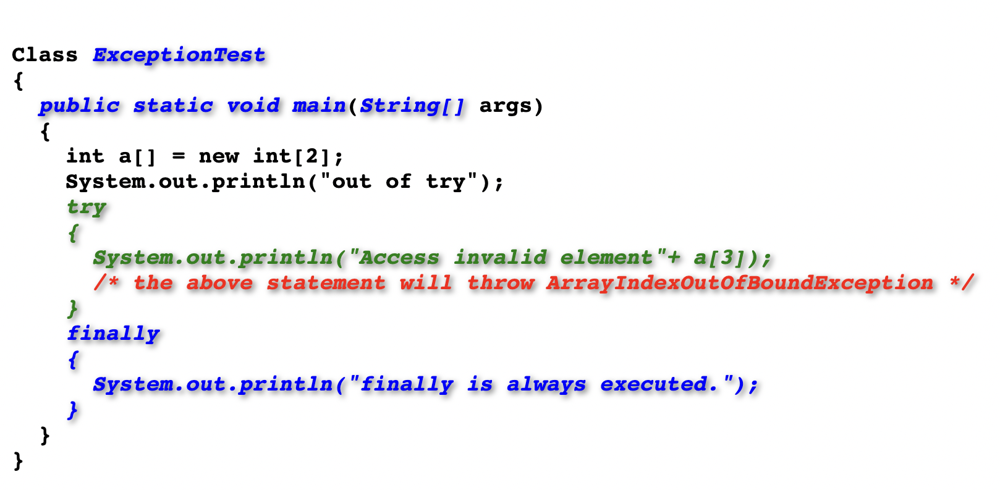 Class ExceptionTest
{
public static void main(String[] args)
{
int a[] = new int[2];
System.out.println("out of try");
try
{
System.out.println("Access invalid element"+ a[3]);
/* the above statement will throw ArrayIndexOutOfBoundException */
}
finally
{
System.out.println("finally is always executed.");
}
}
}